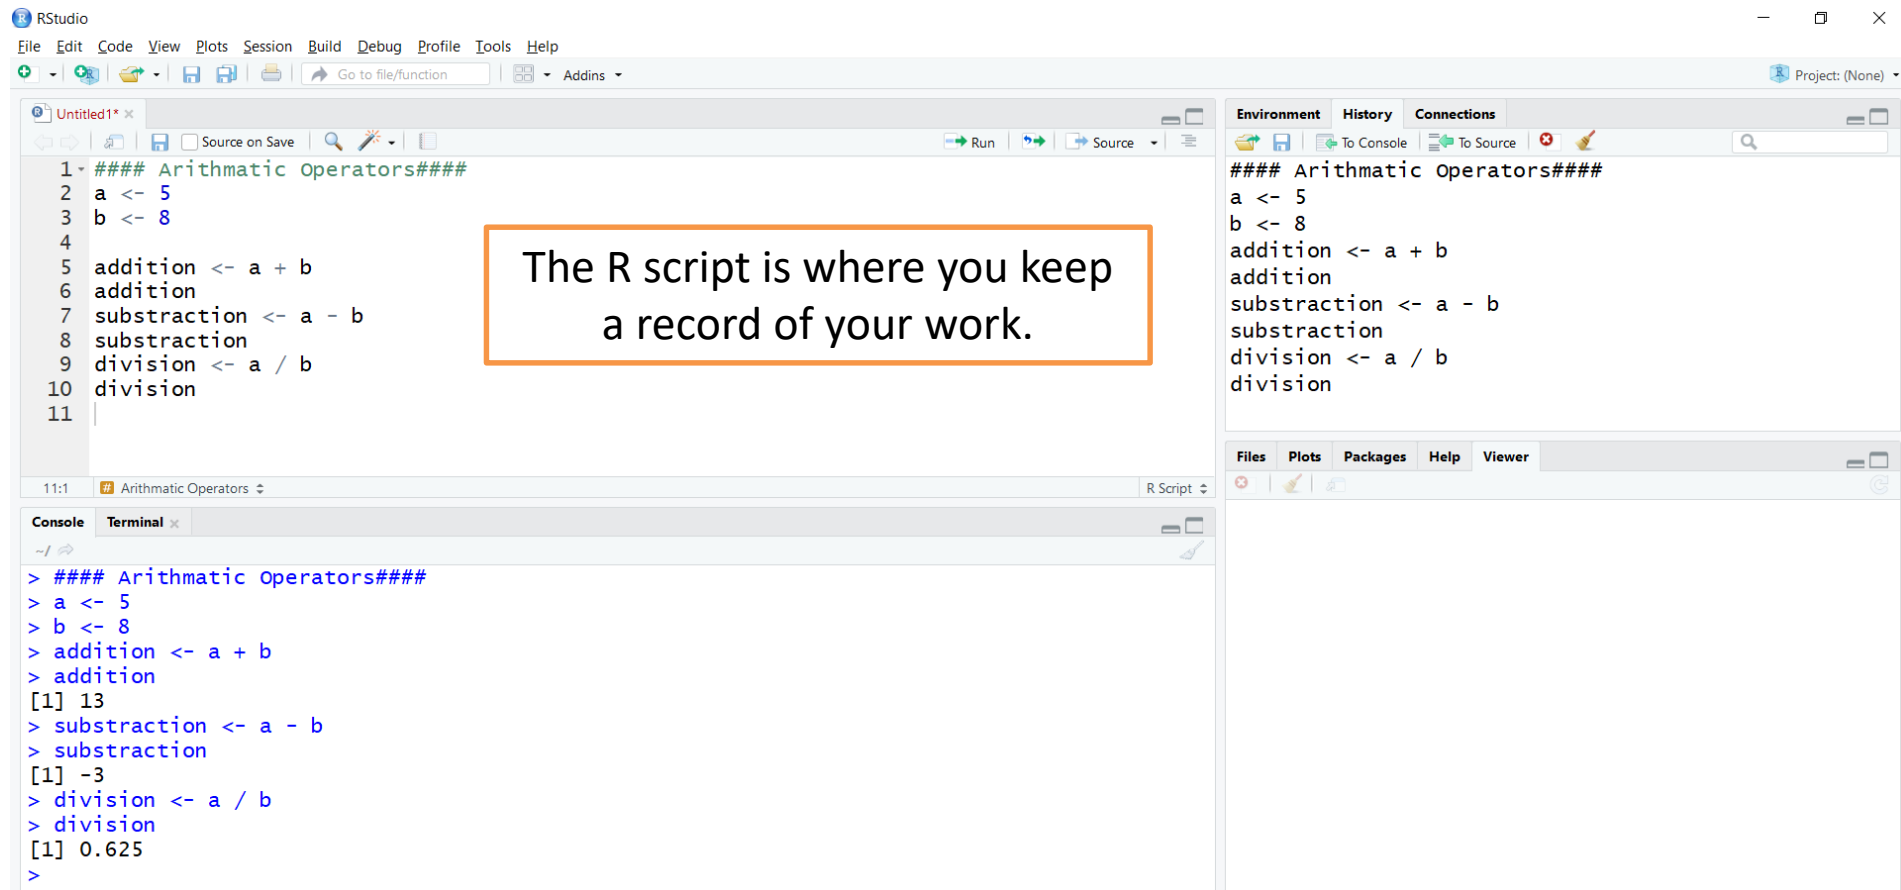 RStudio
File Edit Code View Plots Session Build Debug Profile Tools Help
Go to file/function Addins Project: (None)
Untitled1*
Source on Save Run Source
1 #### Arithmatic Operators####
2 a <- 5
3 b <- 8
4
5 addition <- a + b
6 addition
7 substraction <- a - b
8 substraction
9 division <- a / b
10 division
11
The R script is where you keep
a record of your work.
11:1 # Arithmatic Operators R Script
Console Terminal
~/
> #### Arithmatic Operators####
> a <- 5
> b <- 8
> addition <- a + b
> addition
[1] 13
> substraction <- a - b
> substraction
[1] -3
> division <- a / b
> division
[1] 0.625
>
Environment History Connections
To Console To Source
#### Arithmatic Operators####
a <- 5
b <- 8
addition <- a + b
addition
substraction <- a - b
substraction
division <- a / b
division
Files Plots Packages Help Viewer